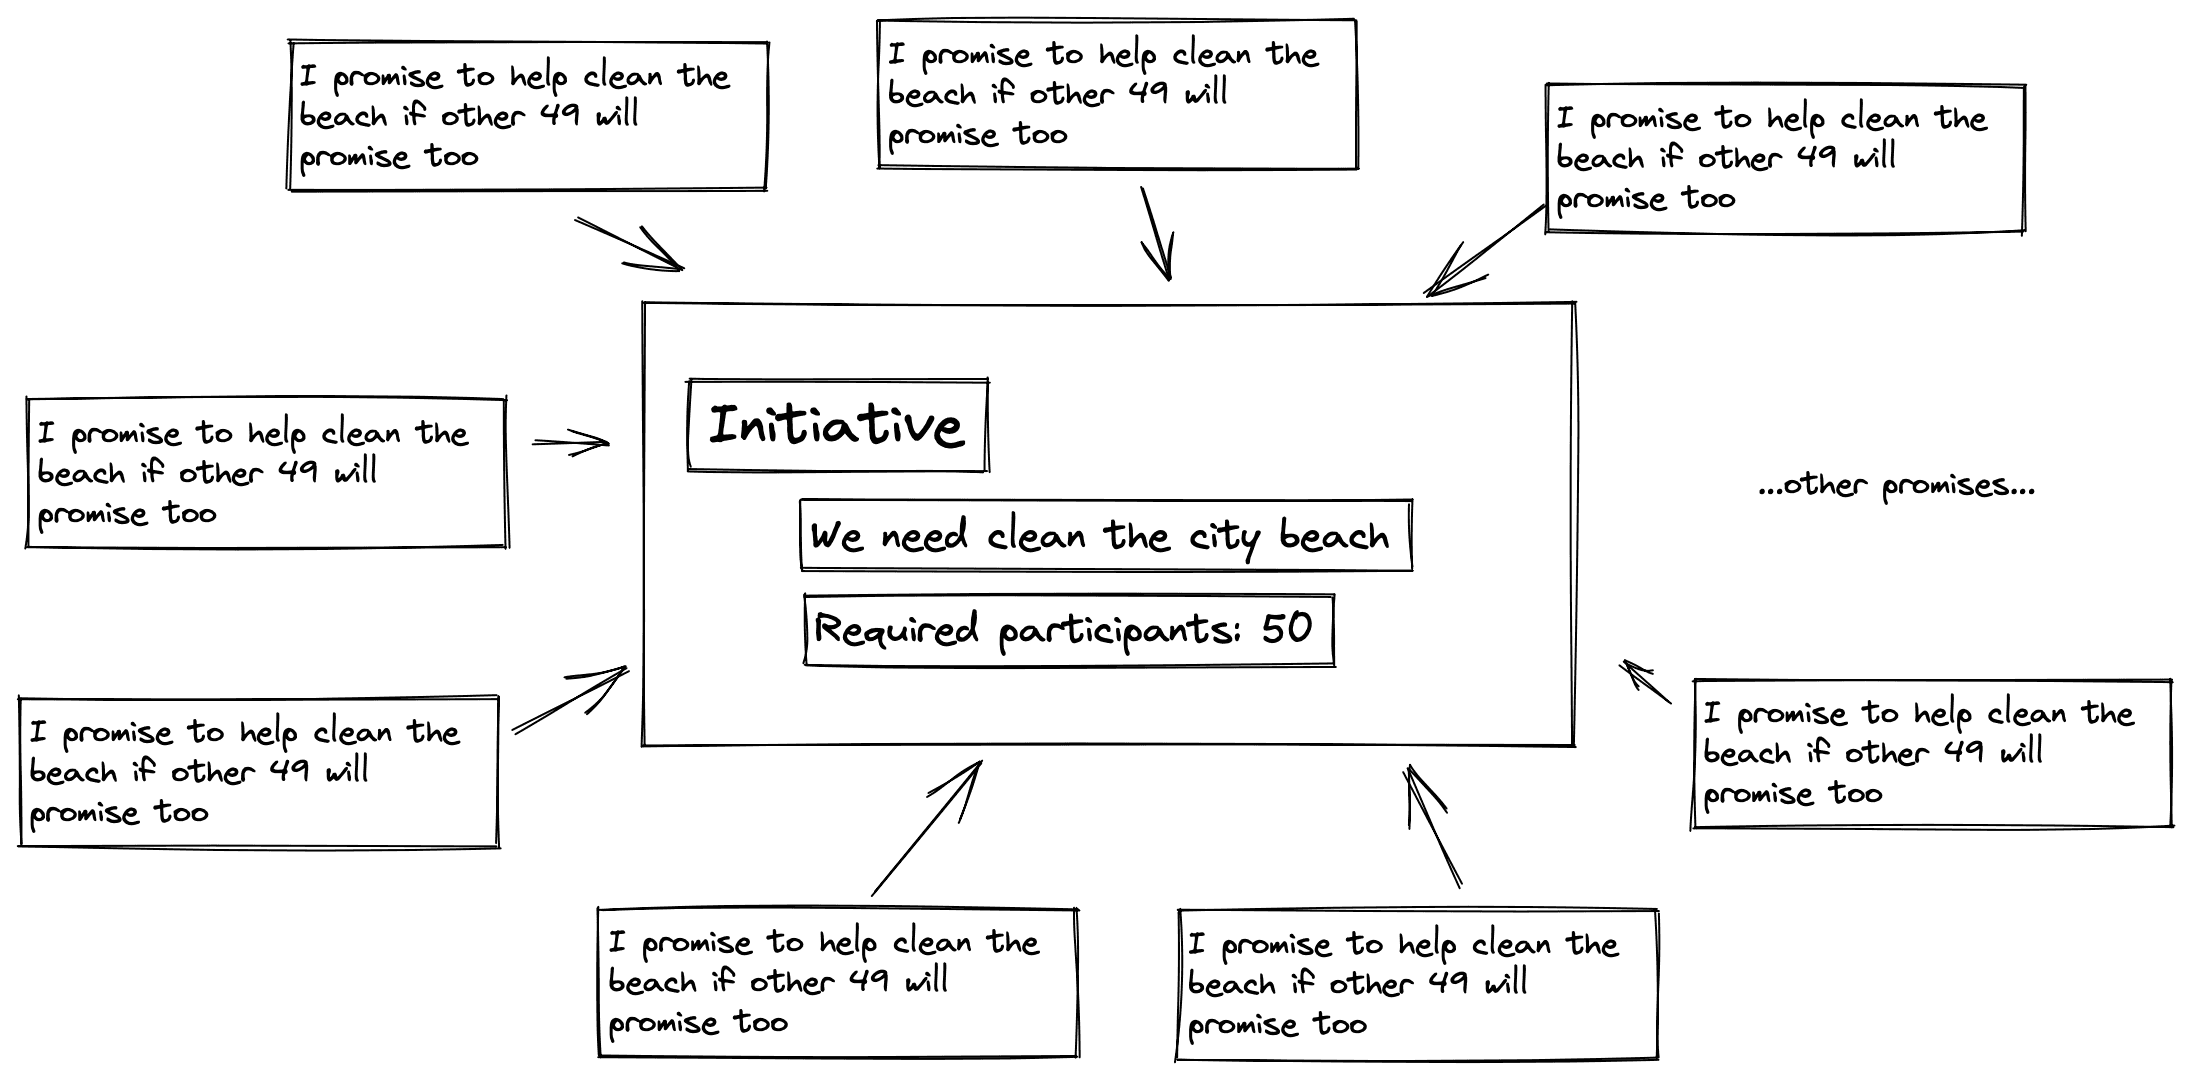 I promise to help clean the
beach if other 49 will
promise too
I promise to help clean the
beach if other 49 will
promise too
I promise to help clean the
beach if other 49 will
promise too
Initiative
We need clean the city beach
Required participants: 50
I promise to help clean the
beach if other 49 will
promise too
...other promises...
I promise to help clean the
beach if other 49 will
promise too
I promise to help clean the
beach if other 49 will
promise too
I promise to help clean the
beach if other 49 will
promise too
I promise to help clean the
beach if other 49 will
promise too